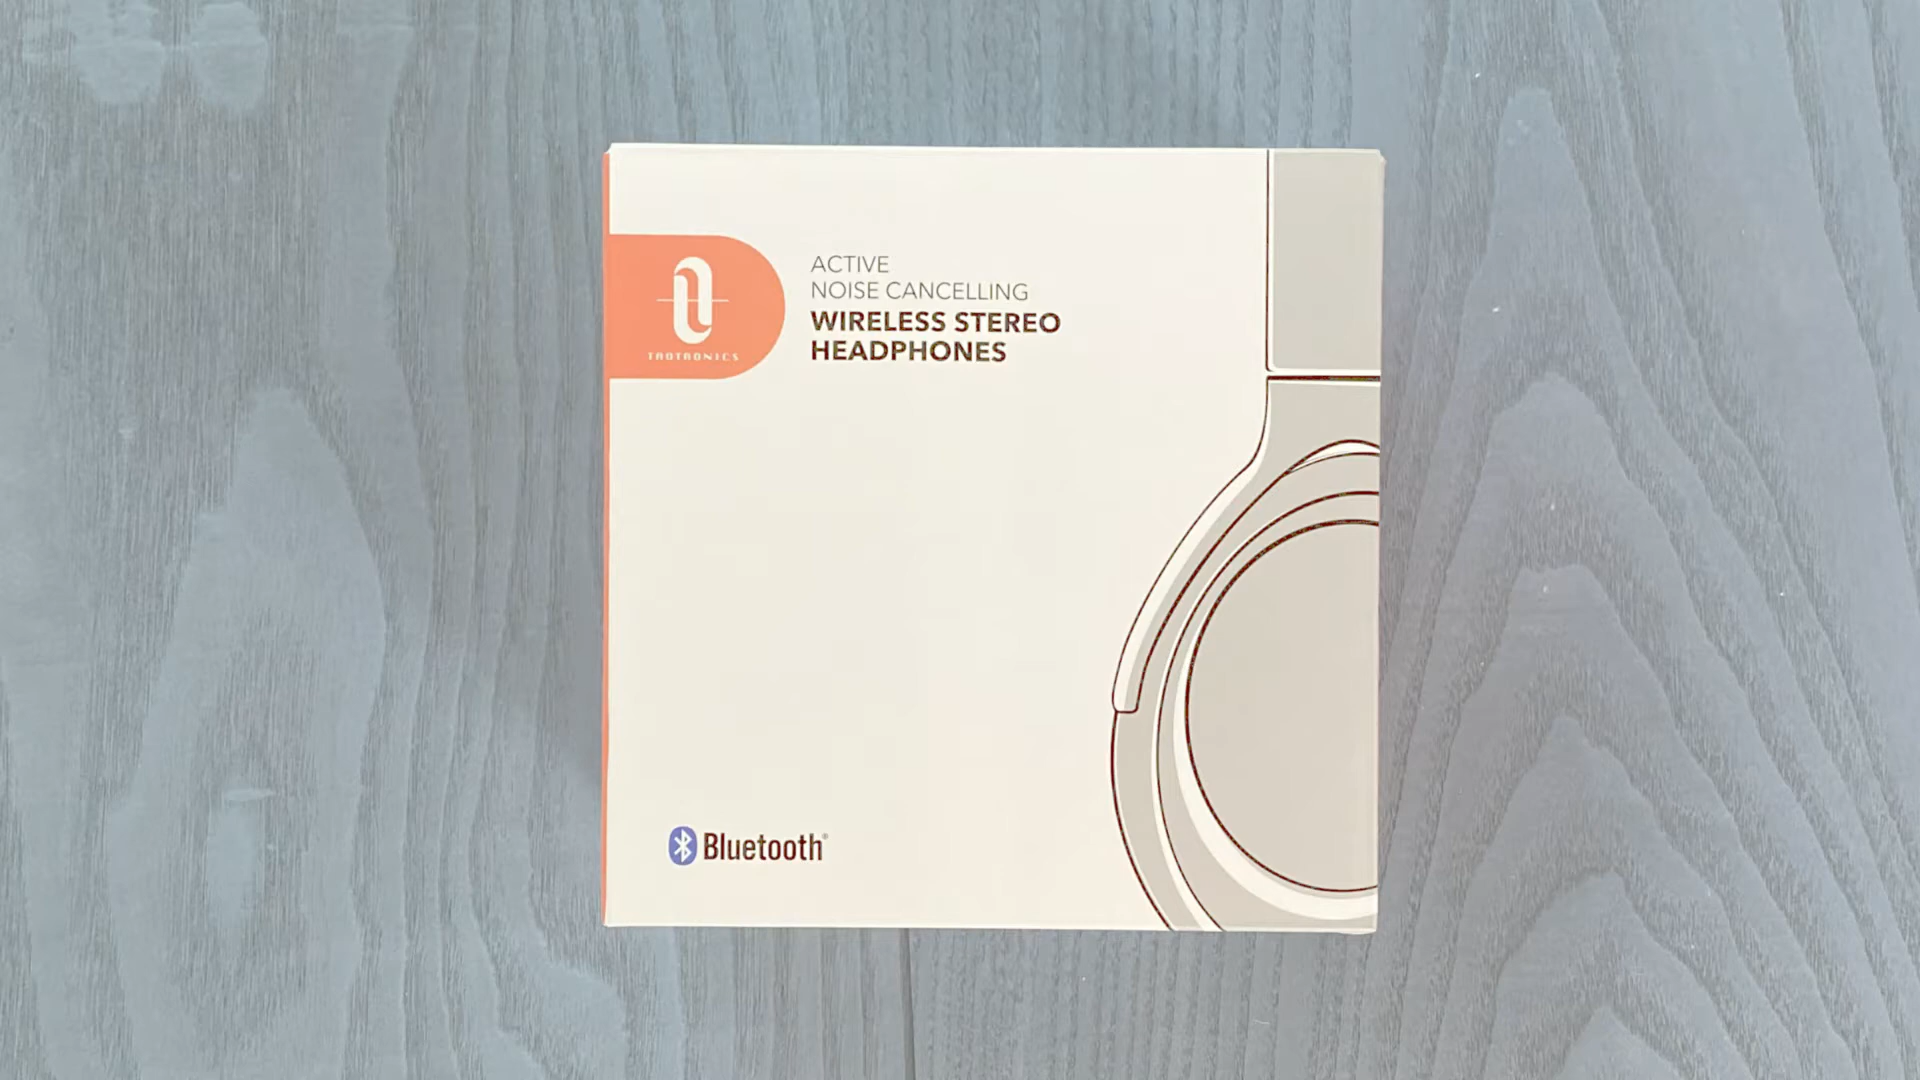 TAOTRONICS
ACTIVE
NOISE CANCELLING
WIRELESS STEREO
HEADPHONES
Bluetooth®